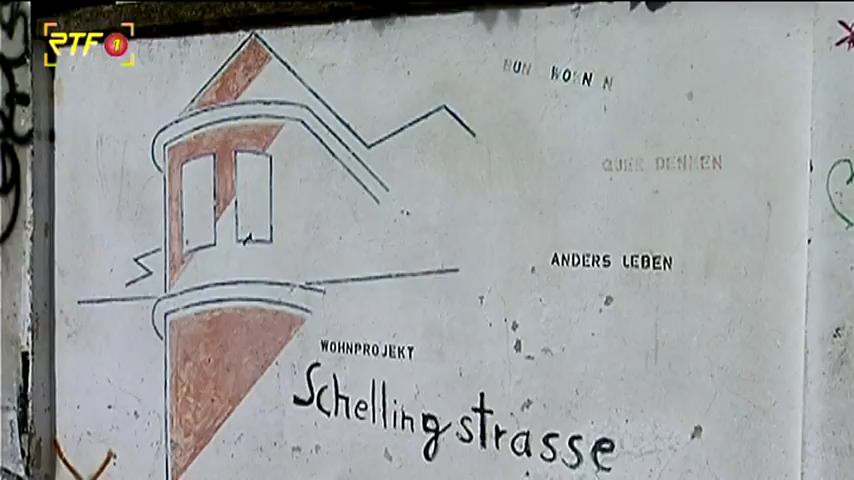 RTF 1
QUER DENKEN
ANDERS LEBEN
WOHNPROJEKT
Schellingstrasse